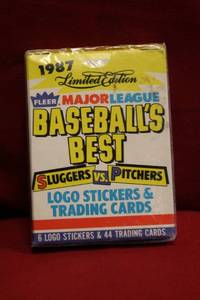 1987
Limited Edition
FLEER MAJOR LEAGUE
BASEBALL'S
BEST
SLUGGERS VS. PITCHERS
LOGO STICKERS &
TRADING CARDS
6 LOGO STICKERS & 44 TRADING CARDS